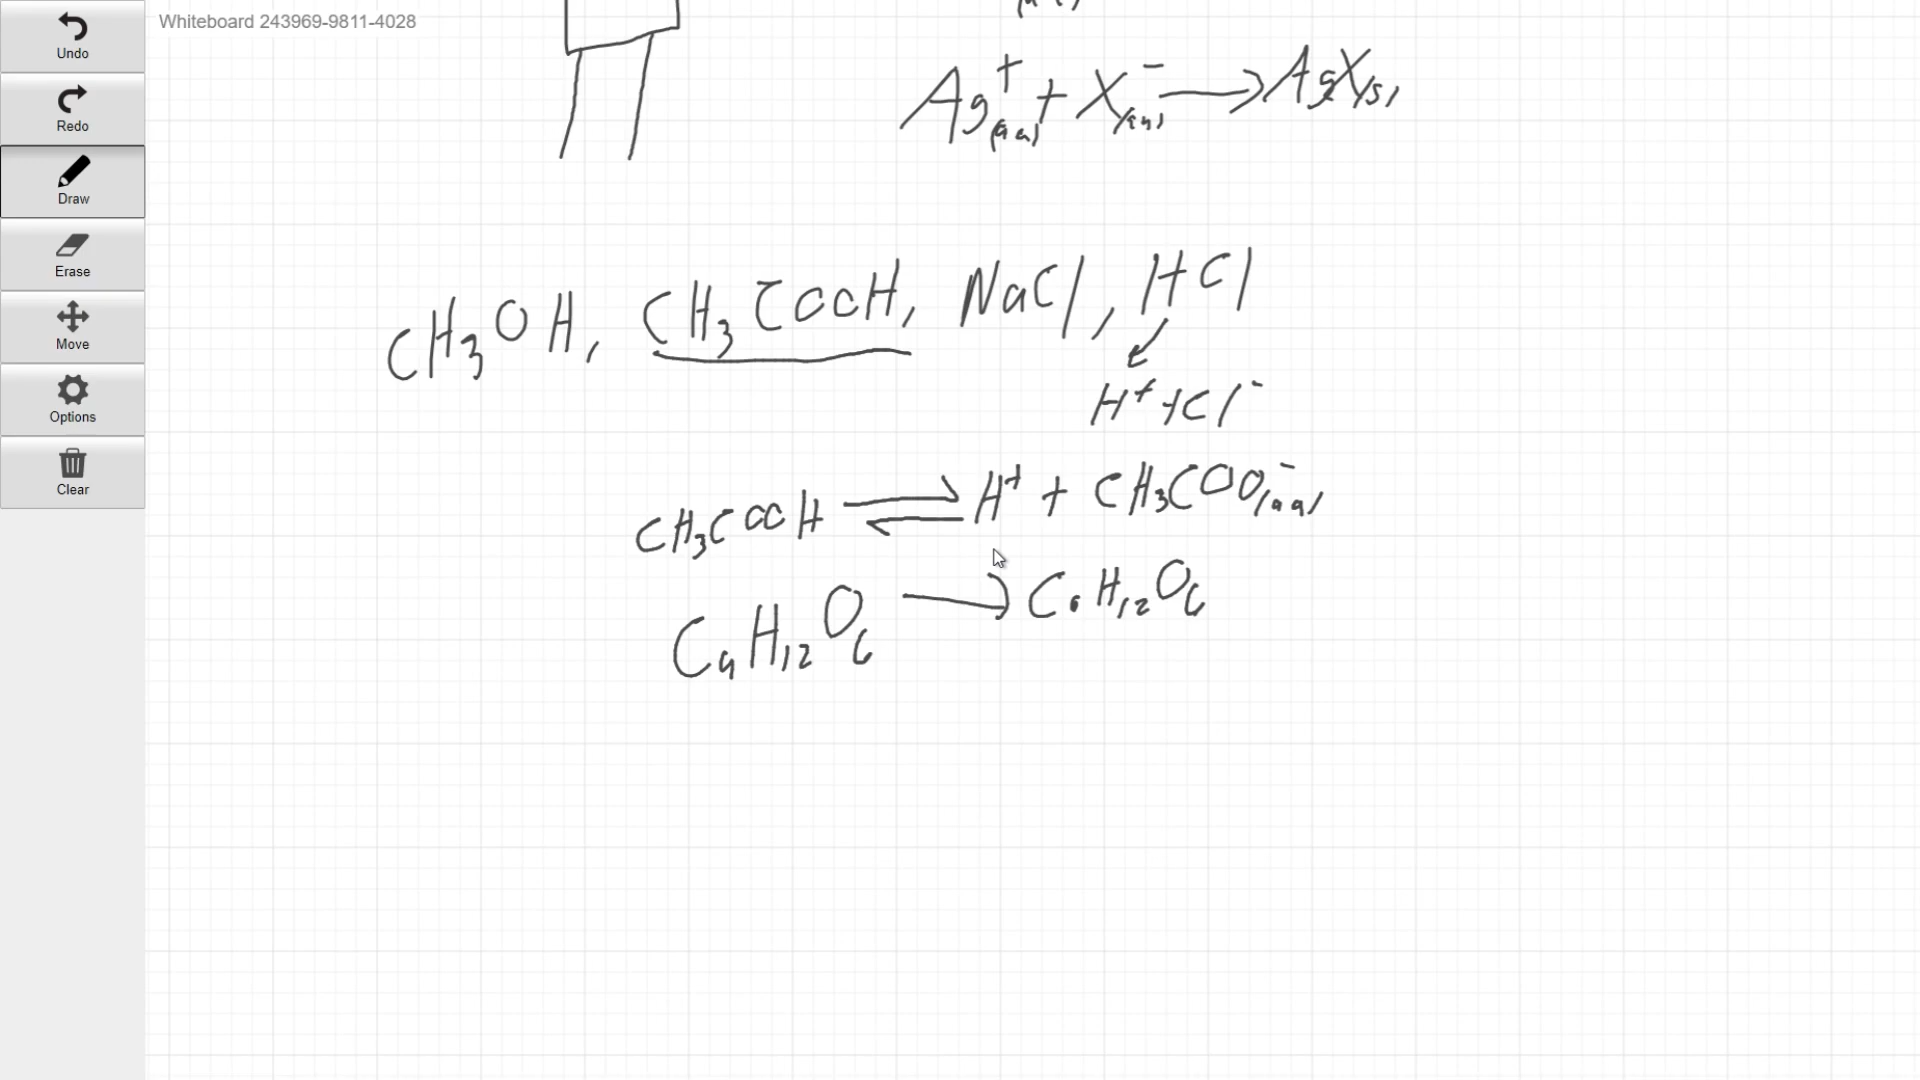 Undo
Whiteboard 243969-9811-4028
Redo
Draw
Erase
Move
Options
Clear
Ag⁺(aq) + X⁻(aq) → AgX(s)
CH₃OH, CH₃COOH, NaCl, HCl
H⁺ + Cl⁻
CH₃COOH ⇌ H⁺ + CH₃COO⁻(aq)
C₆H₁₂O₆ → C₆H₁₂O₆